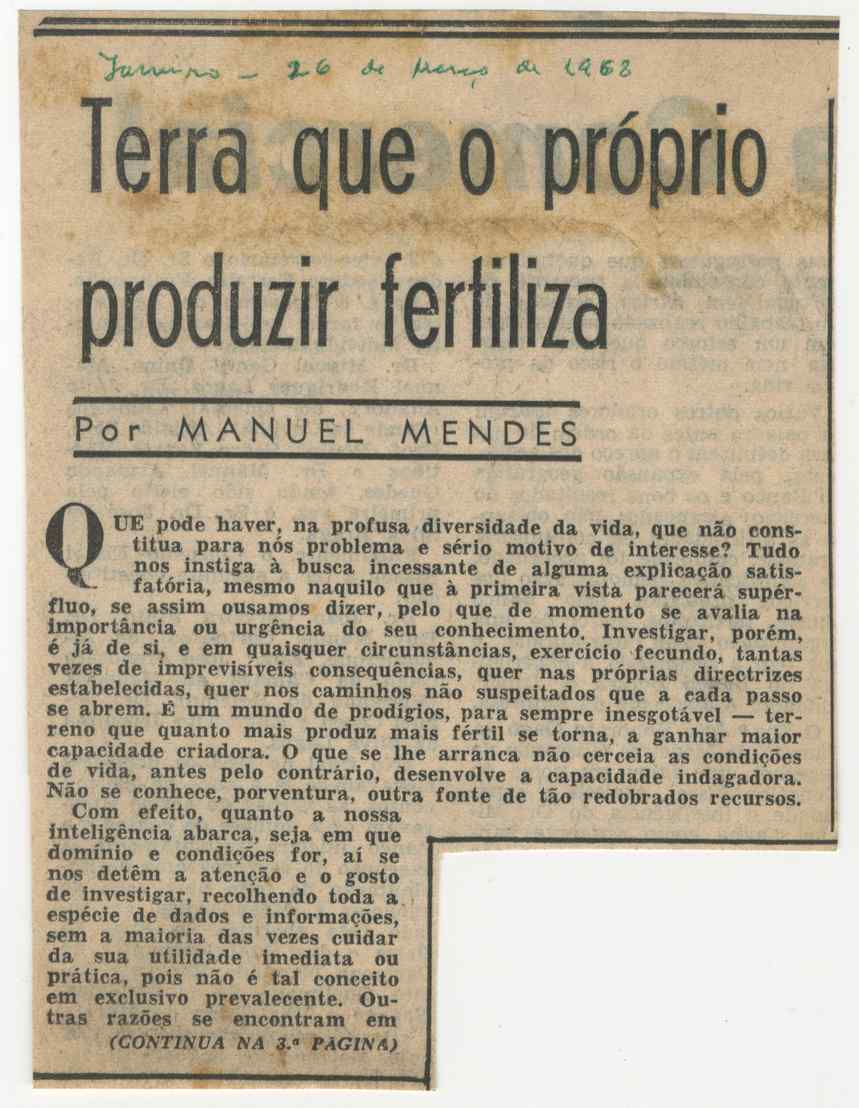 Janeiro - 26 de Março de 1968
Terra que o próprio
produzir fertiliza
Por MANUEL MENDES
QUE pode haver, na profusa diversidade da vida, que não cons-
titua para nós problema e sério motivo de interesse? Tudo
nos instiga à busca incessante de alguma explicação satis-
fatória, mesmo naquilo que à primeira vista parecerá supér-
fluo, se assim ousamos dizer, pelo que de momento se avalia na
importância ou urgência do seu conhecimento. Investigar, porém,
é já de si, e em quaisquer circunstâncias, exercício fecundo, tantas
vezes de imprevisíveis consequências, quer nas próprias directrizes
estabelecidas, quer nos caminhos não suspeitados que a cada passo
se abrem. É um mundo de prodígios, para sempre inesgotável — ter-
reno que quanto mais produz mais fértil se torna, a ganhar maior
capacidade criadora. O que se lhe arranca não cerceia as condições
de vida, antes pelo contrário, desenvolve a capacidade indagadora.
Não se conhece, porventura, outra fonte de tão redobrados recursos.
Com efeito, quanto a nossa
inteligência abarca, seja em que
domínio e condições for, aí se
nos detêm a atenção e o gosto
de investigar, recolhendo toda a
espécie de dados e informações,
sem a maioria das vezes cuidar
da sua utilidade imediata ou
prática, pois não é tal conceito
em exclusivo prevalecente. Ou-
tras razões se encontram em
(CONTINUA NA 3.ª PÁGINA)